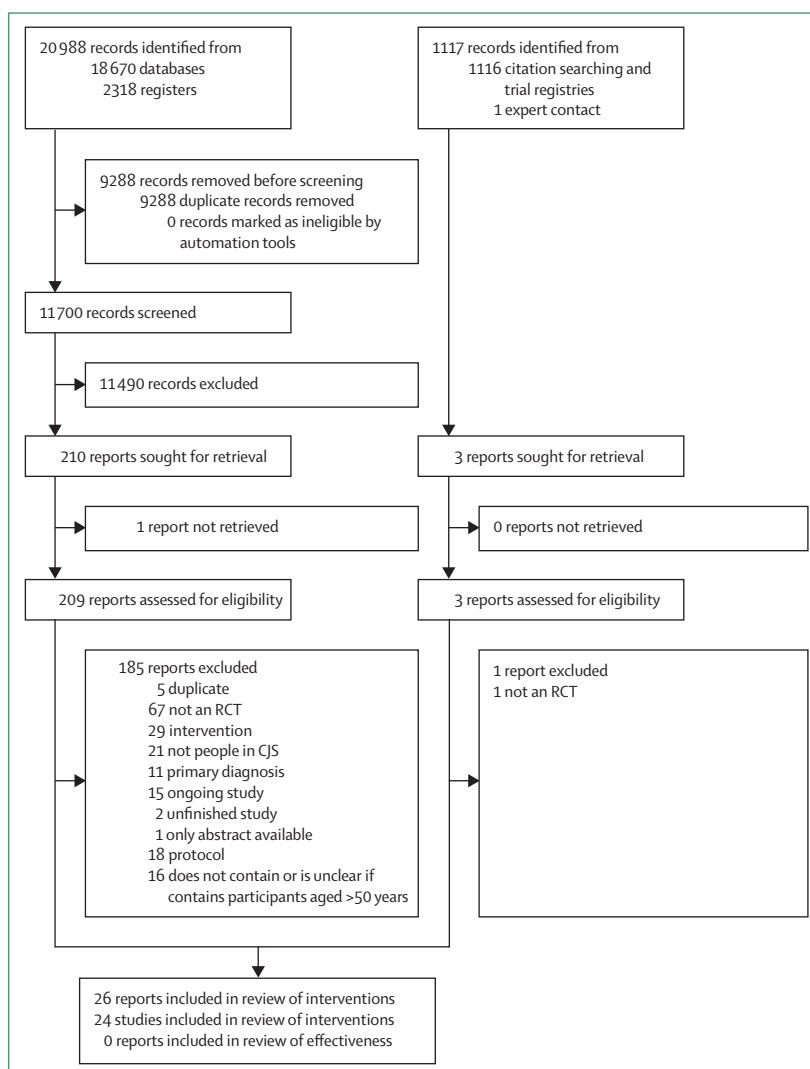 20 988 records identified from
18 670 databases
2318 registers
1117 records identified from
1116 citation searching and
trial registries
1 expert contact
9288 records removed before screening
9288 duplicate records removed
0 records marked as ineligible by
automation tools
11 700 records screened
11 490 records excluded
210 reports sought for retrieval
3 reports sought for retrieval
1 report not retrieved
0 reports not retrieved
209 reports assessed for eligibility
3 reports assessed for eligibility
185 reports excluded
5 duplicate
67 not an RCT
29 intervention
21 not people in CJS
11 primary diagnosis
15 ongoing study
2 unfinished study
1 only abstract available
18 protocol
16 does not contain or is unclear if
contains participants aged >50 years
1 report excluded
1 not an RCT
26 reports included in review of interventions
24 studies included in review of interventions
0 reports included in review of effectiveness